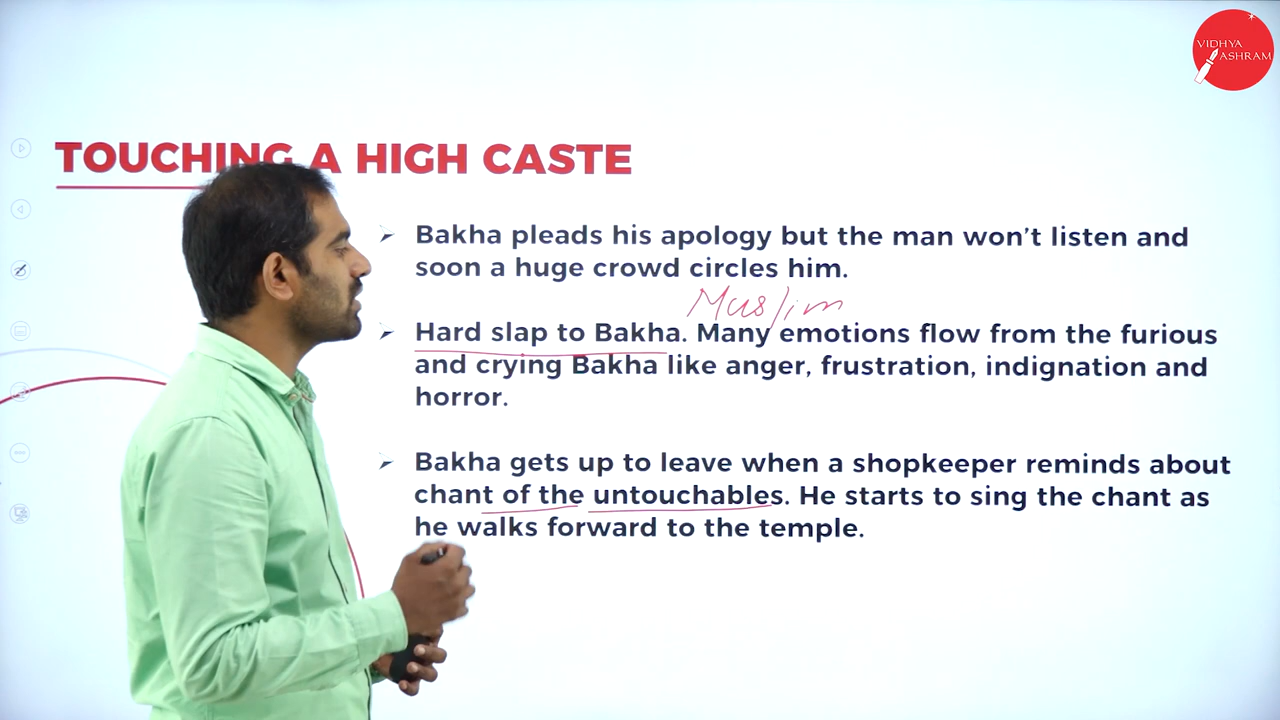 VIDHYA
ASHRAM
TOUCHING A HIGH CASTE
➢ Bakha pleads his apology but the man won’t listen and
soon a huge crowd circles him.
Muslim
➢ Hard slap to Bakha. Many emotions flow from the furious
and crying Bakha like anger, frustration, indignation and
horror.
➢ Bakha gets up to leave when a shopkeeper reminds about
chant of the untouchables. He starts to sing the chant as
he walks forward to the temple.